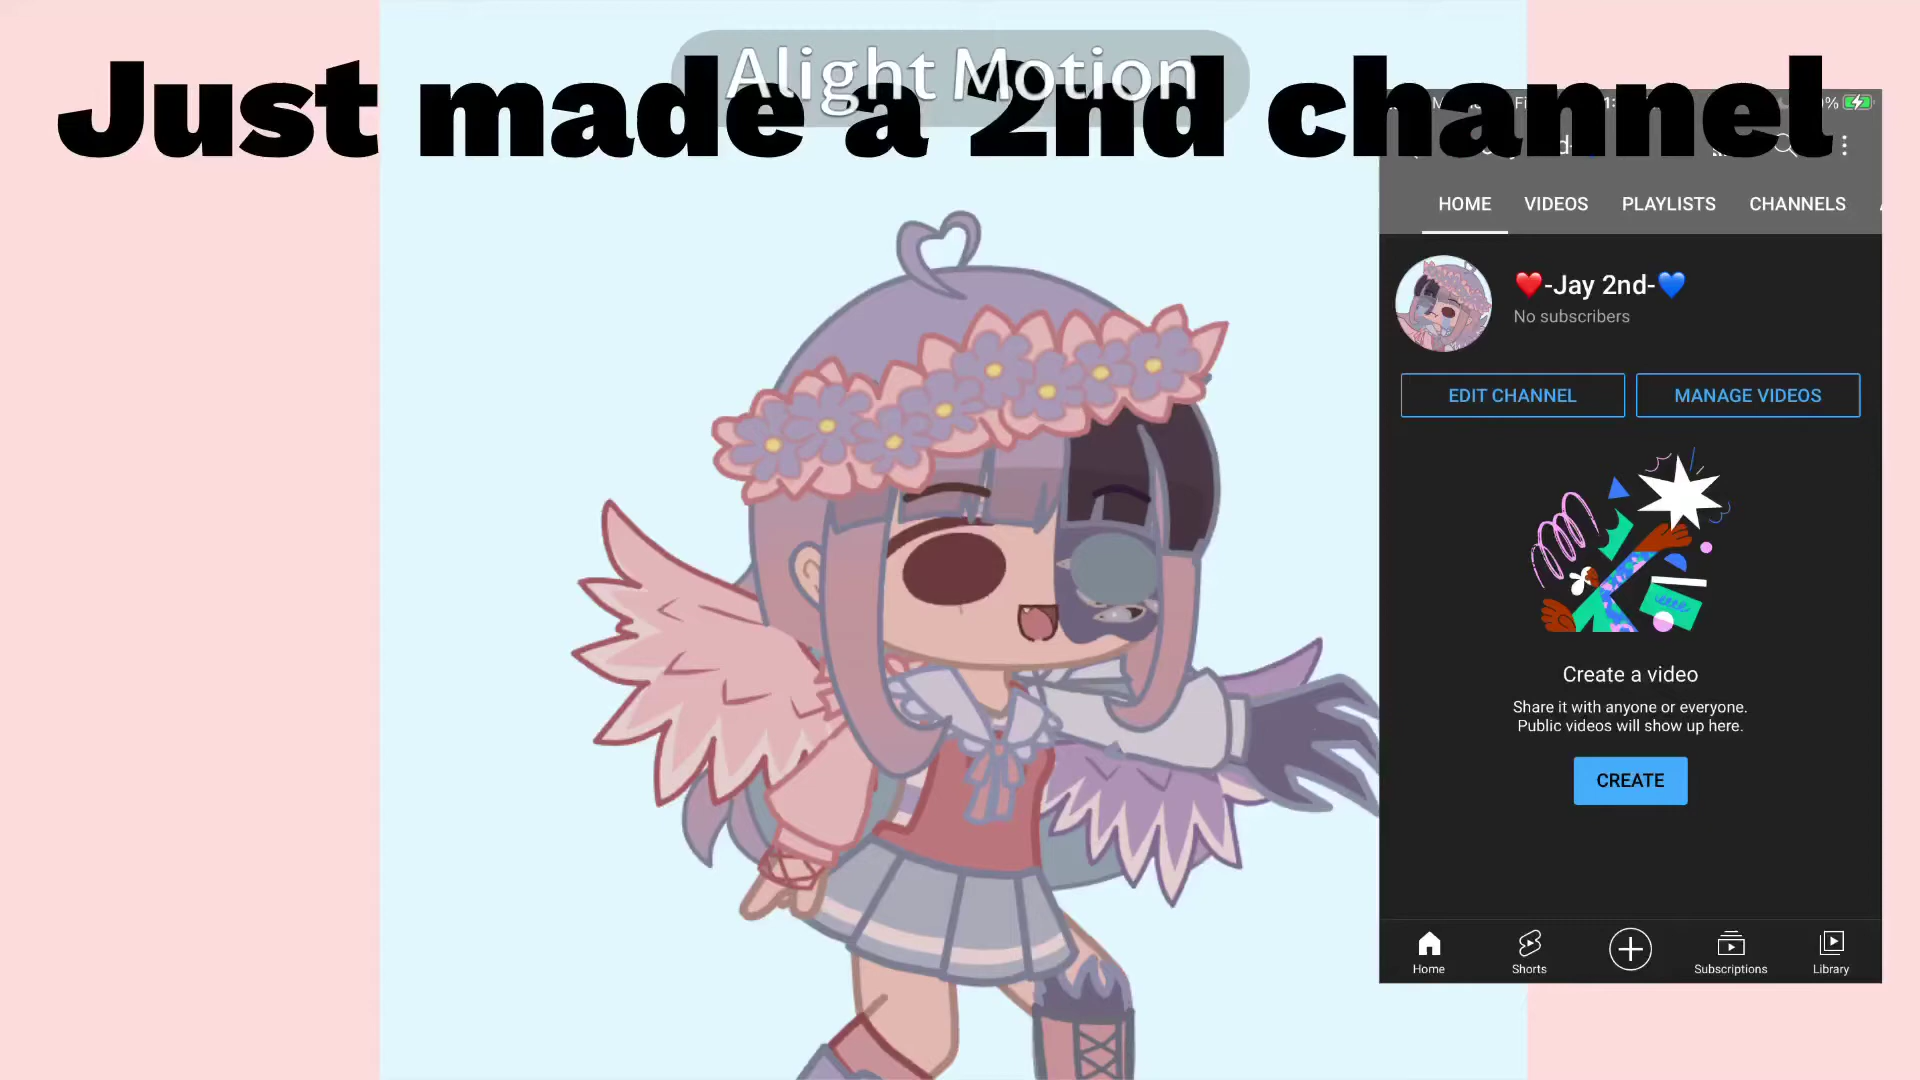 Alight Motion
Just made a 2nd channel
HOME VIDEOS PLAYLISTS CHANNELS
❤️-Jay 2nd-💙
No subscribers
EDIT CHANNEL MANAGE VIDEOS
Create a video
Share it with anyone or everyone.
Public videos will show up here.
CREATE
Home Shorts Subscriptions Library